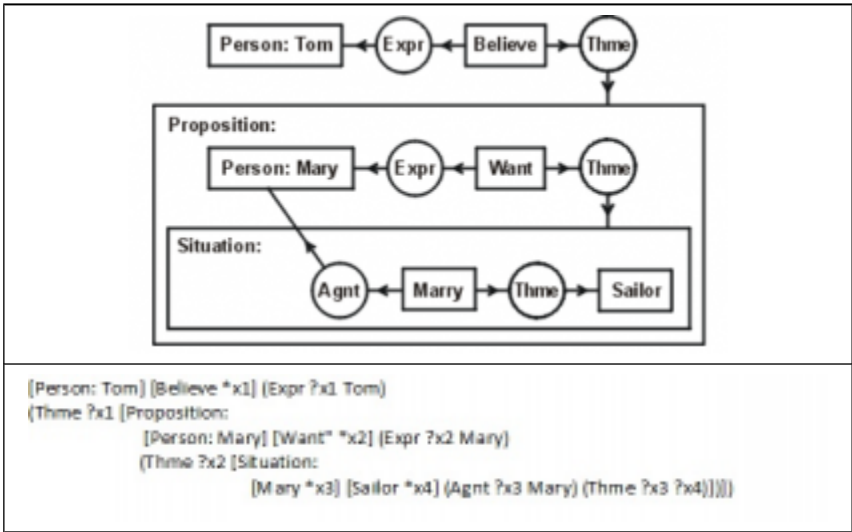 Person: Tom Expr Believe Thme
Proposition:
Person: Mary Expr Want Thme
Situation:
Agnt Marry Thme Sailor
[Person: Tom] [Believe *x1] (Expr ?x1 Tom)
(Thme ?x1 [Proposition:
[Person: Mary] [Want" *x2] (Expr ?x2 Mary)
(Thme ?x2 [Situation:
[Mary *x3] [Sailor *x4] (Agnt ?x3 Mary) (Thme ?x3 ?x4)])])